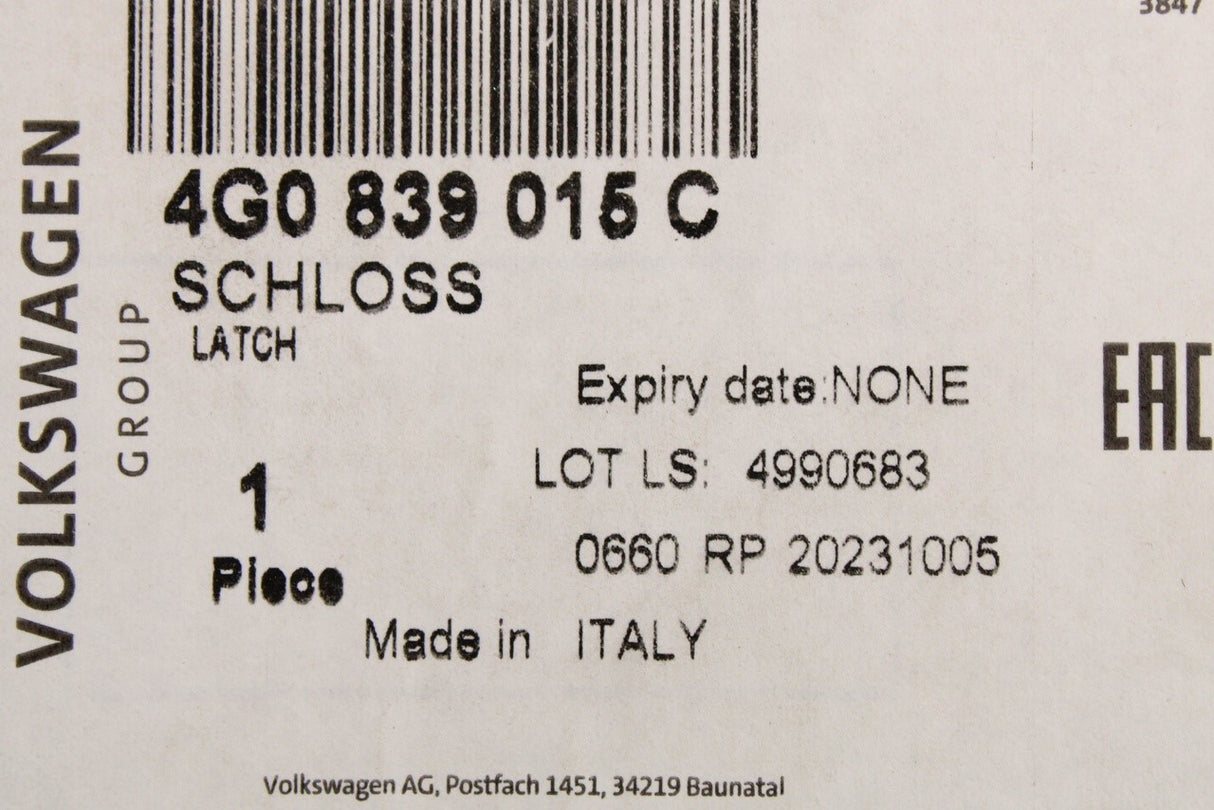 3847
4G0 839 015 C
SCHLOSS
LATCH
VOLKSWAGEN
GROUP
Expiry date:NONE
EAC
LOT LS: 4990683
1
Piece
0660 RP 20231005
Made in ITALY
Volkswagen AG, Postfach 1451, 34219 Baunatal